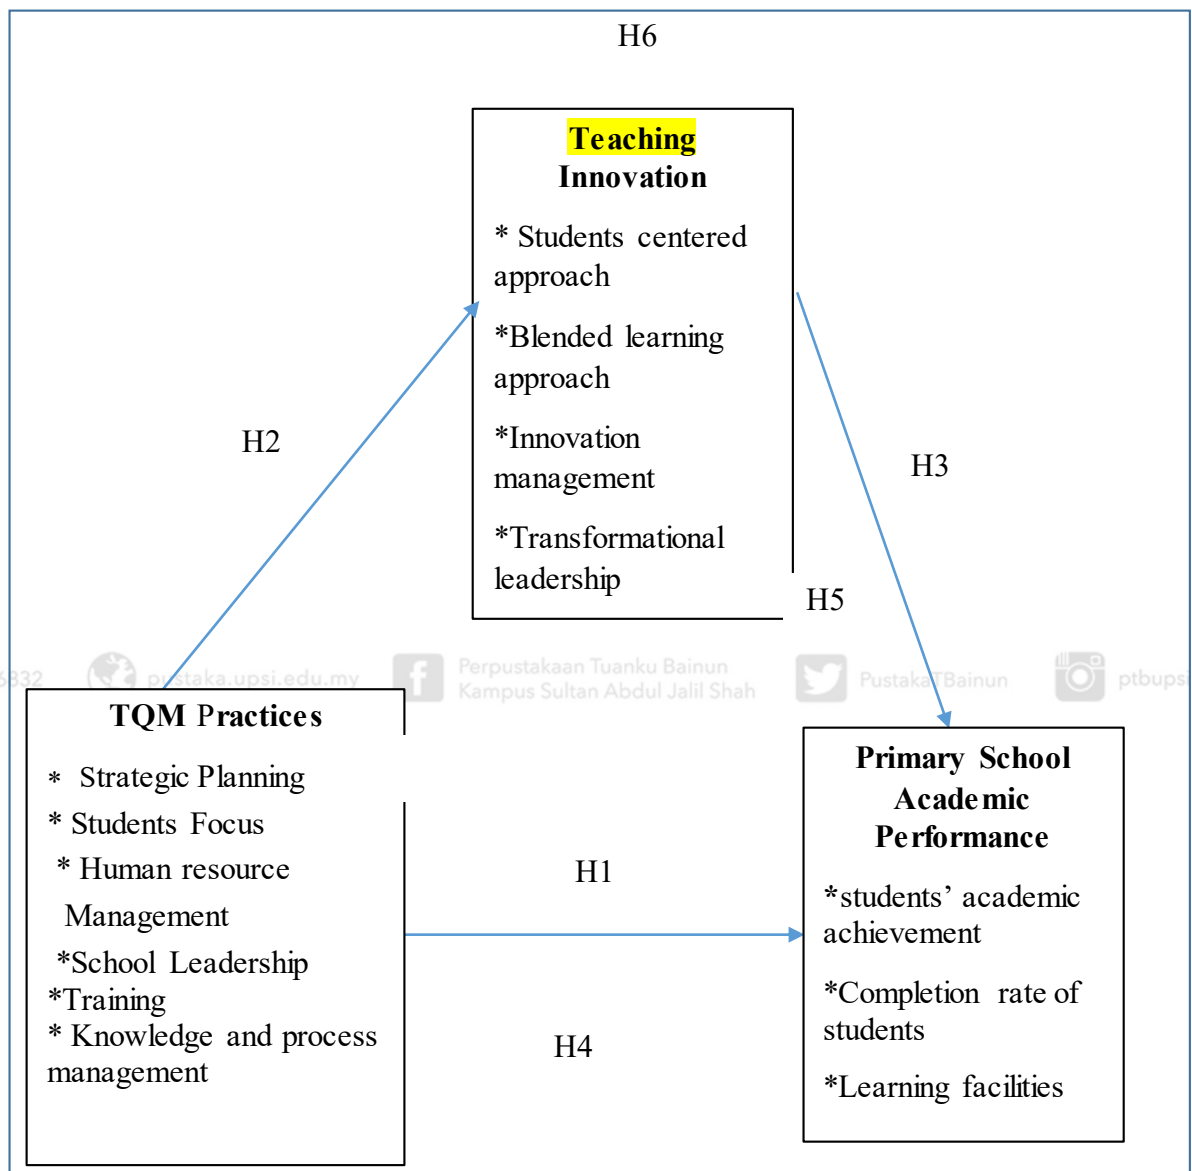 H6
Teaching
Innovation
* Students centered
approach
*Blended learning
approach
*Innovation
management
*Transformational
leadership
H2
H3
H5
6832
pustaka.upsi.edu.my
Perpustakaan Tuanku Bainun
Kampus Sultan Abdul Jalil Shah
PustakaTBainun
ptbupsi
TQM Practices
* Strategic Planning
* Students Focus
* Human resource
Management
*School Leadership
*Training
* Knowledge and process
management
H1
H4
Primary School
Academic
Performance
*students’ academic
achievement
*Completion rate of
students
*Learning facilities